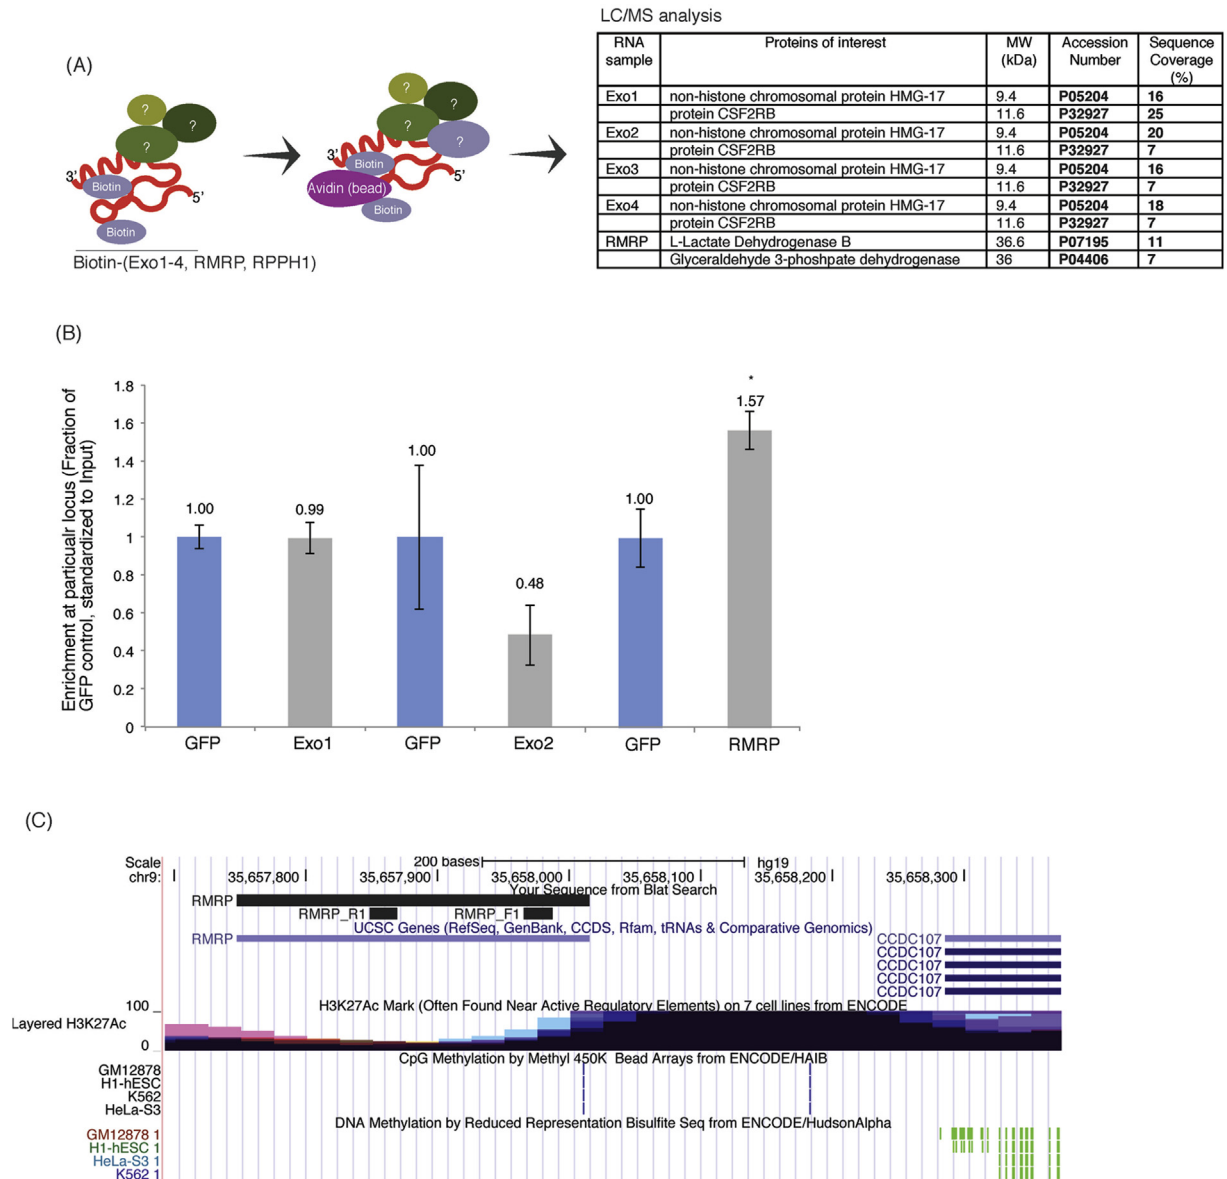 LC/MS analysis
(A)
?
?
?
3'
Biotin
5'
Biotin
Biotin-(Exo1-4, RMRP, RPPH1)
?
?
?
?
3'
Biotin
5'
Avidin (bead)
Biotin
RNA sample Proteins of interest MW (kDa) Accession Number Sequence Coverage (%)
Exo1 non-histone chromosomal protein HMG-17 9.4 P05204 16
protein CSF2RB 11.6 P32927 25
Exo2 non-histone chromosomal protein HMG-17 9.4 P05204 20
protein CSF2RB 11.6 P32927 7
Exo3 non-histone chromosomal protein HMG-17 9.4 P05204 16
protein CSF2RB 11.6 P32927 7
Exo4 non-histone chromosomal protein HMG-17 9.4 P05204 18
protein CSF2RB 11.6 P32927 7
RMRP L-Lactate Dehydrogenase B 36.6 P07195 11
Glyceraldehyde 3-phoshpate dehydrogenase 36 P04406 7
(B)
Enrichment at particualr locus (Fraction of
GFP control, standardized to Input)
1.8
1.6
1.4
1.2
1
0.8
0.6
0.4
0.2
0
1.00
0.99
1.00
0.48
1.00
*
1.57
GFP Exo1 GFP Exo2 GFP RMRP
(C)
Scale 200 bases hg19
chr9: 35,657,800 35,657,900 35,658,000 35,658,100 35,658,200 35,658,300
Your Sequence from Blat Search
RMRP
RMRP_R1 RMRP_F1
UCSC Genes (RefSeq, GenBank, CCDS, Rfam, tRNAs & Comparative Genomics)
RMRP CCDC107
CCDC107
CCDC107
CCDC107
CCDC107
H3K27Ac Mark (Often Found Near Active Regulatory Elements) on 7 cell lines from ENCODE
100
Layered H3K27Ac
0
CpG Methylation by Methyl 450K Bead Arrays from ENCODE/HAIB
GM12878
H1-hESC
K562
HeLa-S3
DNA Methylation by Reduced Representation Bisulfite Seq from ENCODE/HudsonAlpha
GM12878 1
H1-hESC 1
HeLa-S3 1
K562 1